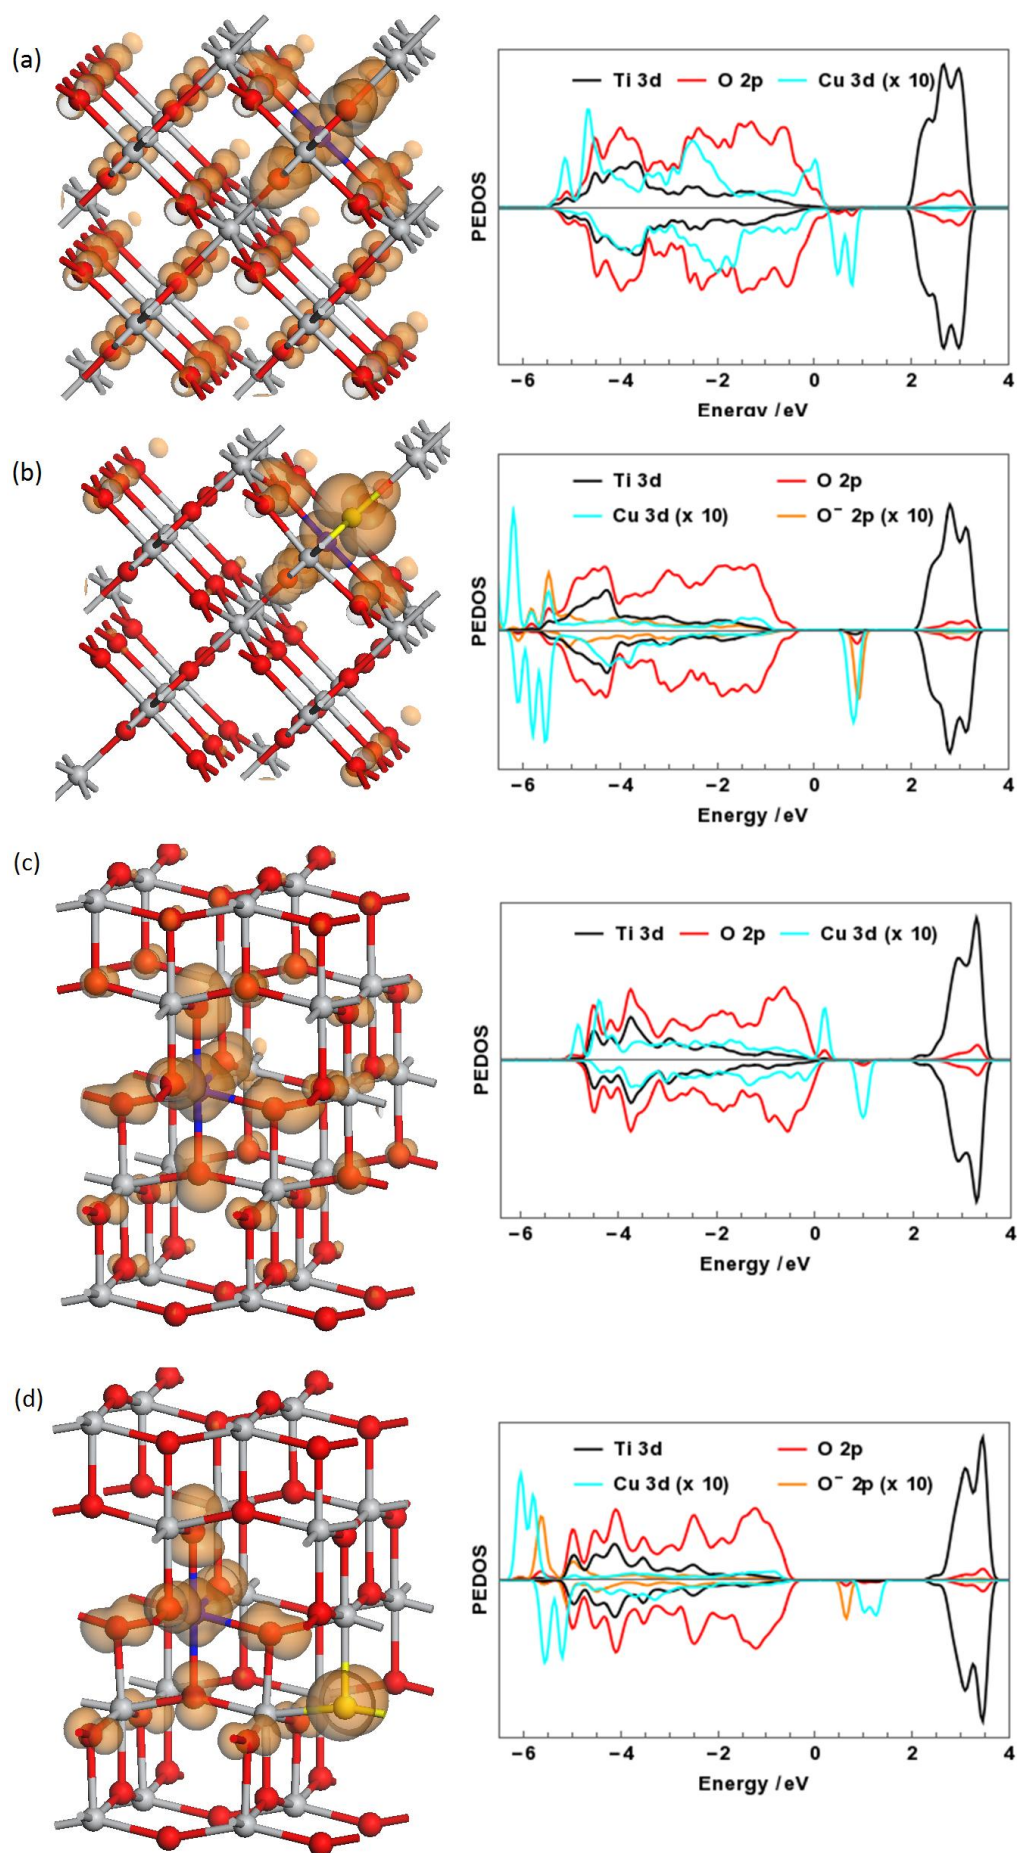 (a)
Ti 3d O 2p Cu 3d (x 10)
PEDOS
−6 −4 −2 0 2 4
Energy /eV
(b)
Ti 3d O 2p
Cu 3d (x 10) O⁻ 2p (x 10)
PEDOS
−6 −4 −2 0 2 4
Energy /eV
(c)
Ti 3d O 2p Cu 3d (x 10)
PEDOS
−6 −4 −2 0 2 4
Energy /eV
(d)
Ti 3d O 2p
Cu 3d (x 10) O⁻ 2p (x 10)
PEDOS
−6 −4 −2 0 2 4
Energy /eV